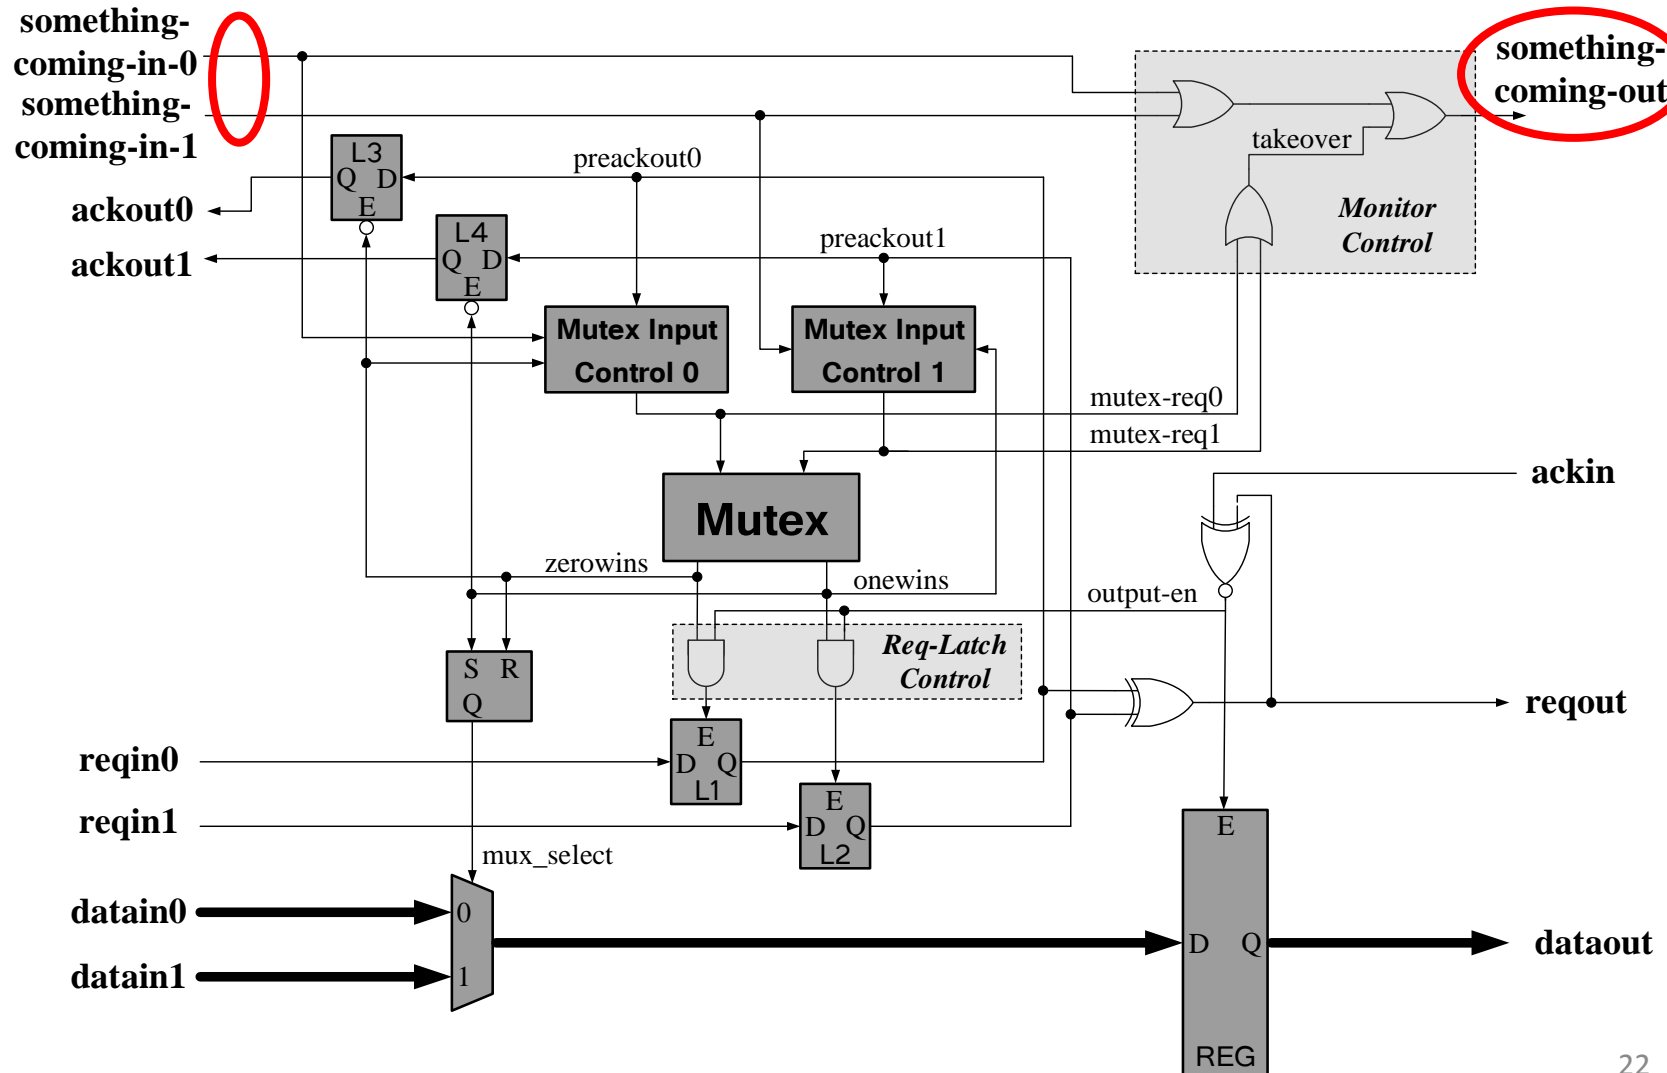 something-
coming-in-0
something-
coming-in-1
something-
coming-out
L3
Q D
E
preackout0
takeover
ackout0
ackout1
L4
Q D
E
preackout1
Monitor
Control
Mutex Input
Control 0
Mutex Input
Control 1
mutex-req0
mutex-req1
ackin
Mutex
zerowins
onewins
output-en
S R
Q
Req-Latch
Control
reqout
reqin0
E
D Q
L1
reqin1
E
D Q
L2
mux_select
E
datain0
0
D Q
dataout
datain1
1
REG
22